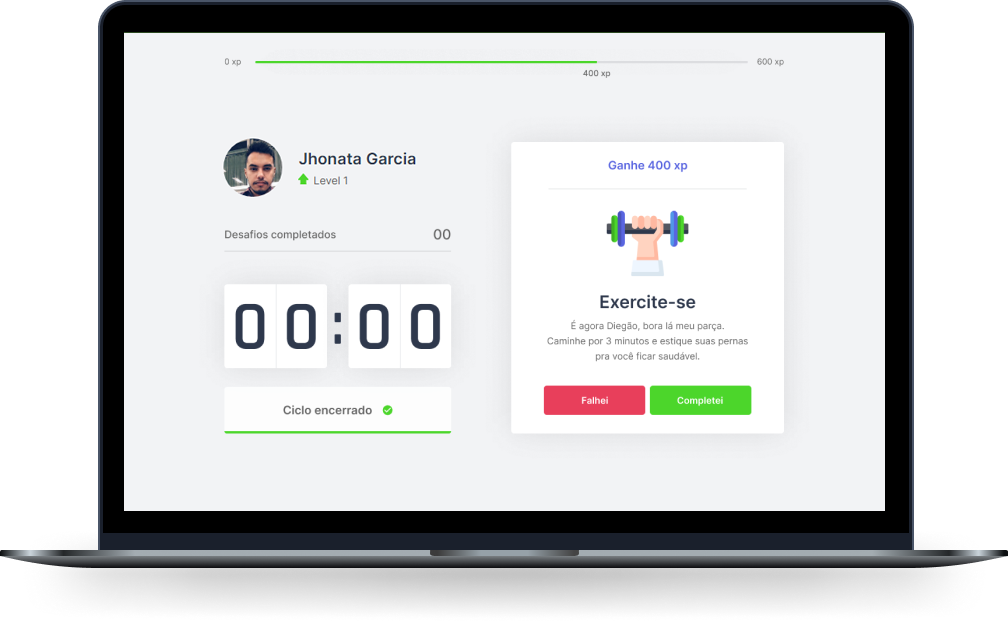 0 xp
400 xp
600 xp
Jhonata Garcia
Level 1
Desafios completados 00
00:00
Ciclo encerrado
Ganhe 400 xp
Exercite-se
É agora Diegão, bora lá meu parça.
Caminhe por 3 minutos e estique suas pernas
pra você ficar saudável.
Falhei
Completei